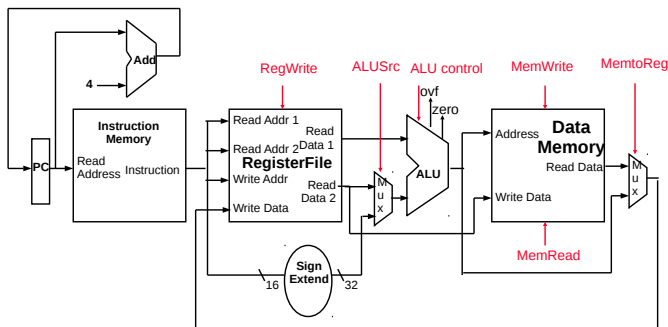 Add
4
RegWrite
ALUSrc
ALU control
MemWrite
MemtoReg
ovf
zero
Instruction
Memory
Read
Address
Instruction
PC
Read Addr 1
Read Addr 2
RegisterFile
Write Addr
Write Data
Read
Data 1
Read
Data 2
M
u
x
ALU
Address
Data
Memory
Read Data
Write Data
M
u
x
MemRead
Sign
Extend
16
32